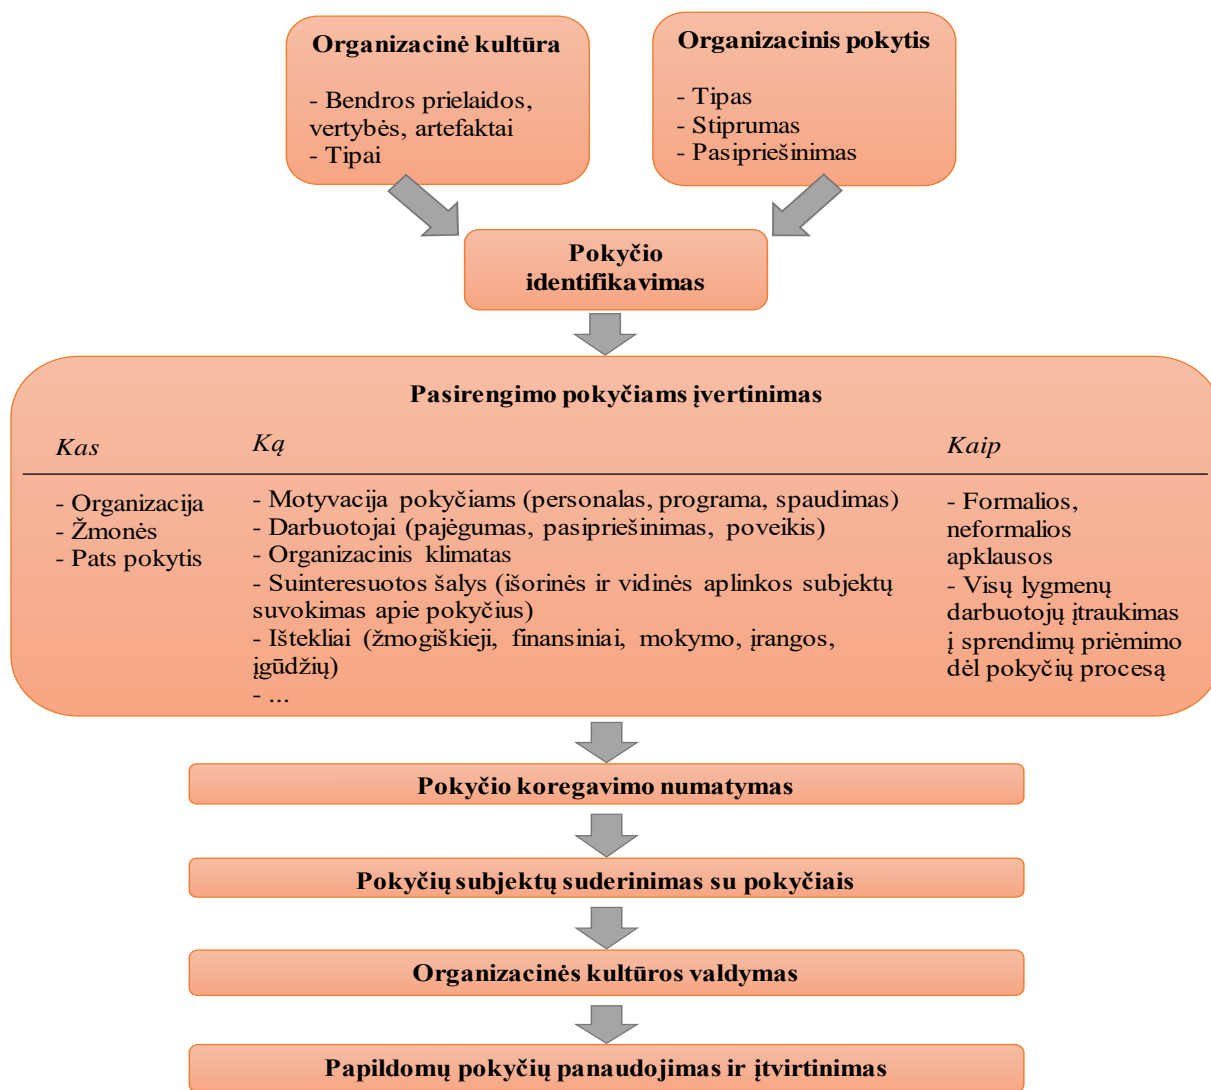 Organizacinė kultūra
- Bendros prielaidos,
vertybės, artefaktai
- Tipai
Organizacinis pokytis
- Tipas
- Stiprumas
- Pasipriešinimas
Pokyčio
identifikavimas
Pasirengimo pokyčiams įvertinimas
Kas
- Organizacija
- Žmonės
- Pats pokytis
Ką
- Motyvacija pokyčiams (personalas, programa, spaudimas)
- Darbuotojai (pajėgumas, pasipriešinimas, poveikis)
- Organizacinis klimatas
- Suinteresuotos šalys (išorinės ir vidinės aplinkos subjektų
suvokimas apie pokyčius)
- Ištekliai (žmogiškieji, finansiniai, mokymo, įrangos,
įgūdžių)
- ...
Kaip
- Formalios,
neformalios
apklausos
- Visų lygmenų
darbuotojų įtraukimas
į sprendimų priėmimo
dėl pokyčių procesą
Pokyčio koregavimo numatymas
Pokyčių subjektų suderinimas su pokyčiais
Organizacinės kultūros valdymas
Papildomų pokyčių panaudojimas ir įtvirtinimas